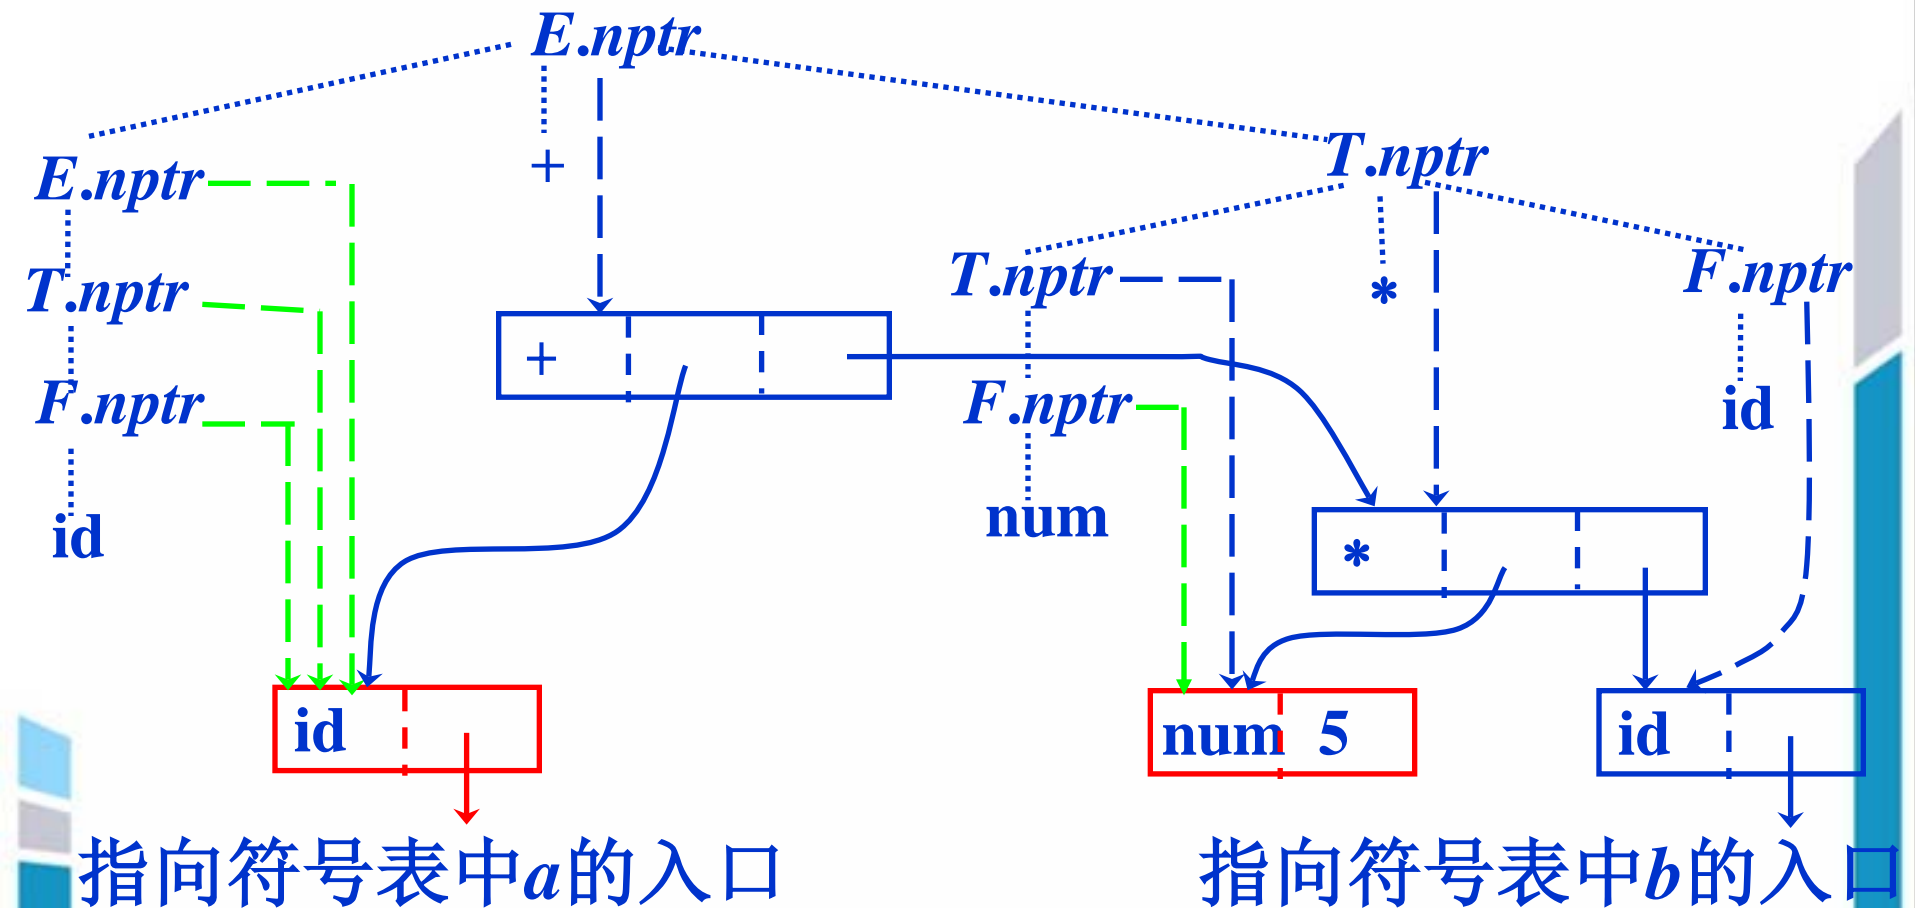 E.nptr
+
T.nptr
E.nptr
T.nptr
*
F.nptr
T.nptr
+
F.nptr
F.nptr
id
id
num
*
id
num 5
id
指向符号表中a的入口
指向符号表中b的入口